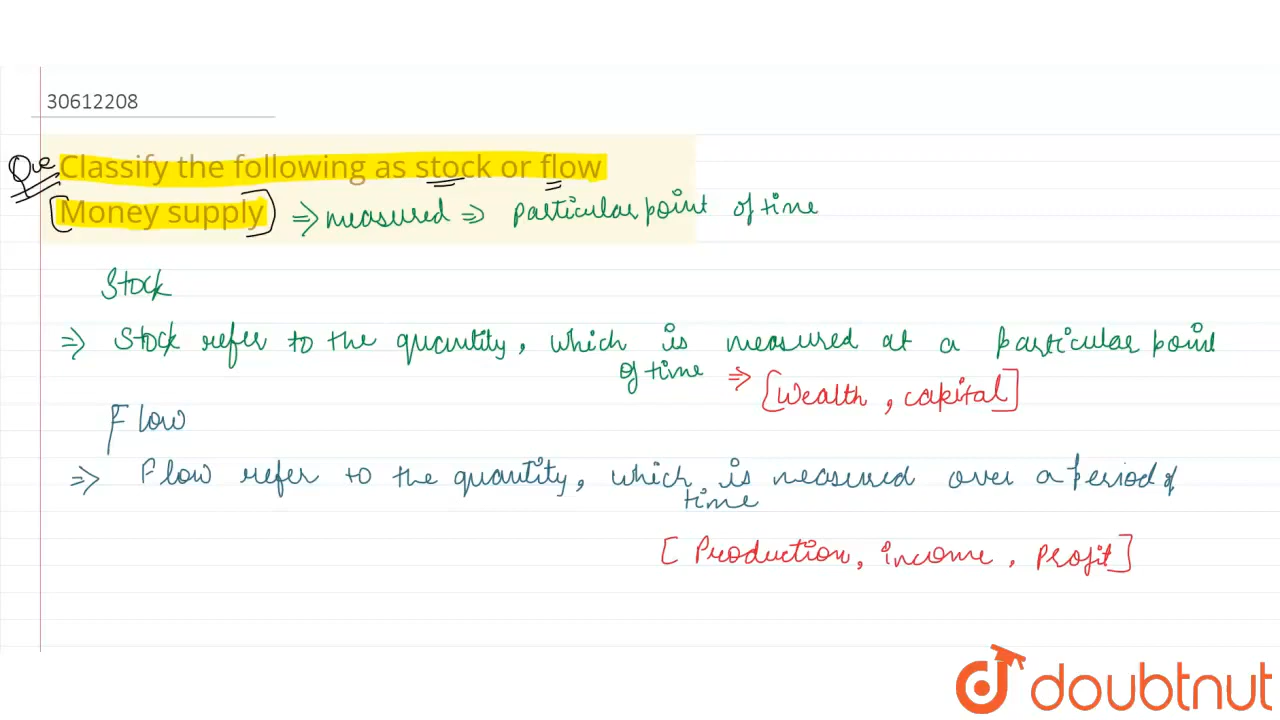 30612208
Que Classify the following as stock or flow
[Money supply] ⇒ measured ⇒ particular point of time
Stock
⇒ Stock refer to the quantity, which is measured at a particular point
of time ⇒ [Wealth, capital]
Flow
⇒ Flow refer to the quantity, which is measured over a period of
time
[Production, income, Profit]
doubtnut